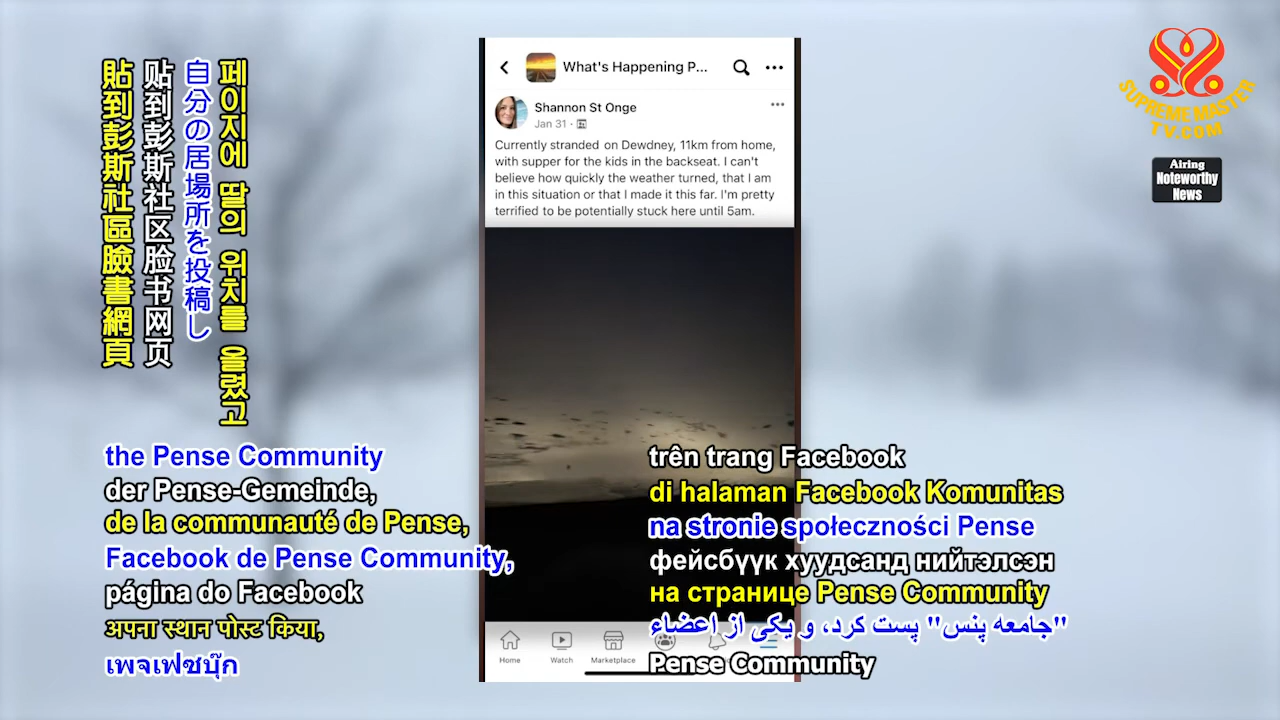 貼到彭斯社區臉書網頁
贴到彭斯社区脸书网页
自分の居場所を投稿し
페이지에 딸의 위치를 올렸고
What's Happening P...
Shannon St Onge
Jan 31 ·
Currently stranded on Dewdney, 11km from home,
with supper for the kids in the backseat. I can't
believe how quickly the weather turned, that I am
in this situation or that I made it this far. I'm pretty
terrified to be potentially stuck here until 5am.
SUPREME MASTER
TV.COM
Airing
Noteworthy
News
the Pense Community
der Pense-Gemeinde,
de la communauté de Pense,
Facebook de Pense Community,
página do Facebook
अपना स्थान पोस्ट किया,
เพจเฟซบุ๊ก
trên trang Facebook
di halaman Facebook Komunitas
na stronie społeczności Pense
фейсбүүк хуудсанд нийтэлсэн
на странице Pense Community
"جامعه پنس" پست کرد، و یکی از اعضاء
Pense Community
Home
Watch
Marketplace